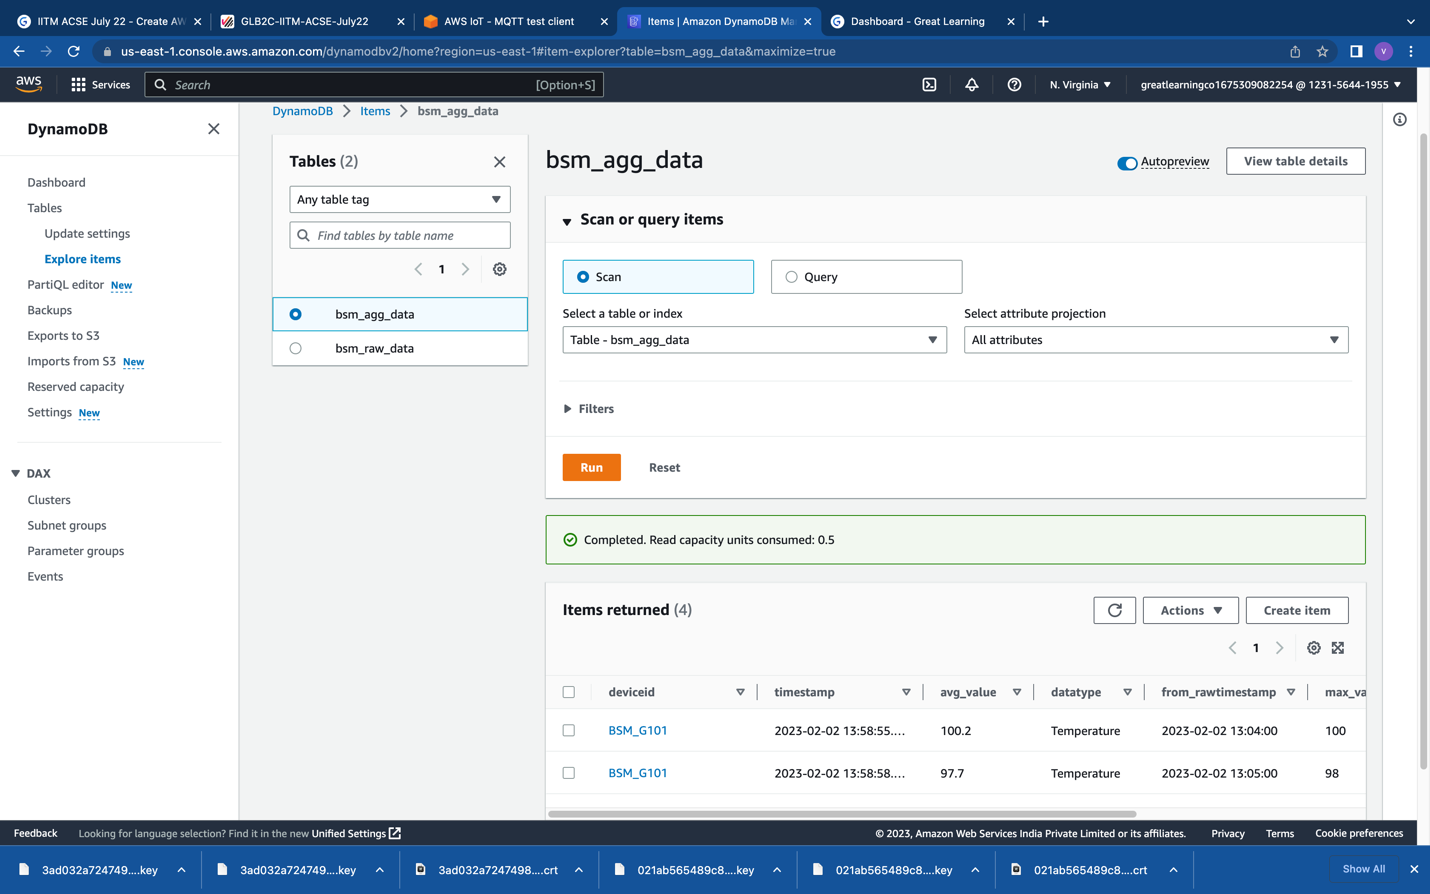 IITM ACSE July 22 - Create AW
GLB2C-IITM-ACSE-July22
AWS IoT - MQTT test client
Items | Amazon DynamoDB Ma
Dashboard - Great Learning
us-east-1.console.aws.amazon.com/dynamodbv2/home?region=us-east-1#item-explorer?table=bsm_agg_data&maximize=true
V
aws
Services
Search
[Option+S]
N. Virginia
greatlearningco1675309082254 @ 1231-5644-1955
DynamoDB
Dashboard
Tables
Update settings
Explore items
PartiQL editor New
Backups
Exports to S3
Imports from S3 New
Reserved capacity
Settings New
DAX
Clusters
Subnet groups
Parameter groups
Events
DynamoDB > Items > bsm_agg_data
Tables (2)
Any table tag
Find tables by table name
1
bsm_agg_data
bsm_raw_data
bsm_agg_data
Autopreview
View table details
Scan or query items
Scan
Query
Select a table or index
Table - bsm_agg_data
Select attribute projection
All attributes
Filters
Run
Reset
Completed. Read capacity units consumed: 0.5
Items returned (4)
Actions
Create item
1
deviceid timestamp avg_value datatype from_rawtimestamp max_va
BSM_G101 2023-02-02 13:58:55.... 100.2 Temperature 2023-02-02 13:04:00 100
BSM_G101 2023-02-02 13:58:58.... 97.7 Temperature 2023-02-02 13:05:00 98
Feedback
Looking for language selection? Find it in the new Unified Settings
© 2023, Amazon Web Services India Private Limited or its affiliates.
Privacy
Terms
Cookie preferences
3ad032a724749....key
3ad032a724749....key
3ad032a7247498....crt
021ab565489c8....key
021ab565489c8....key
021ab565489c8....crt
Show All